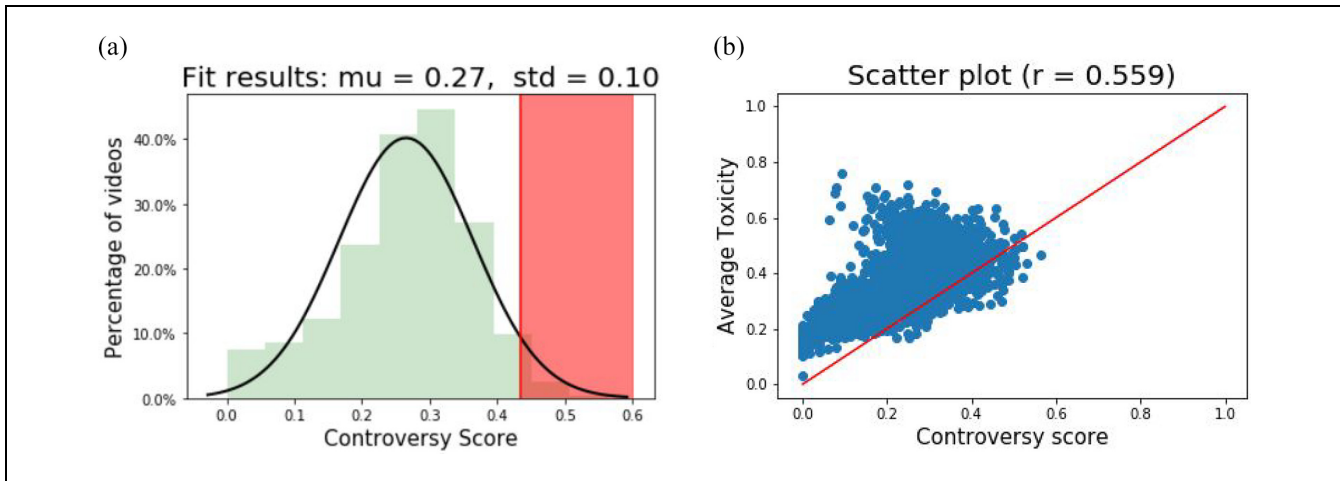 (a)
Fit results: mu = 0.27, std = 0.10
Percentage of videos
40.0%
30.0%
20.0%
10.0%
0.0%
0.0 0.1 0.2 0.3 0.4 0.5 0.6
Controversy Score
(b)
Scatter plot (r = 0.559)
Average Toxicity
1.0
0.8
0.6
0.4
0.2
0.0
0.0 0.2 0.4 0.6 0.8 1.0
Controversy score